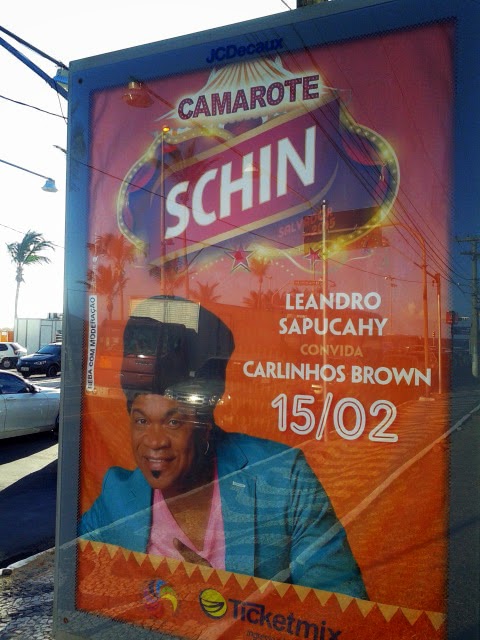 JCDecaux
CAMAROTE
SCHIN
LEANDRO
SAPUCAHY
CONVIDA
CARLINHOS BROWN
15/02
BEBA COM MODERAÇÃO
Ticketmix